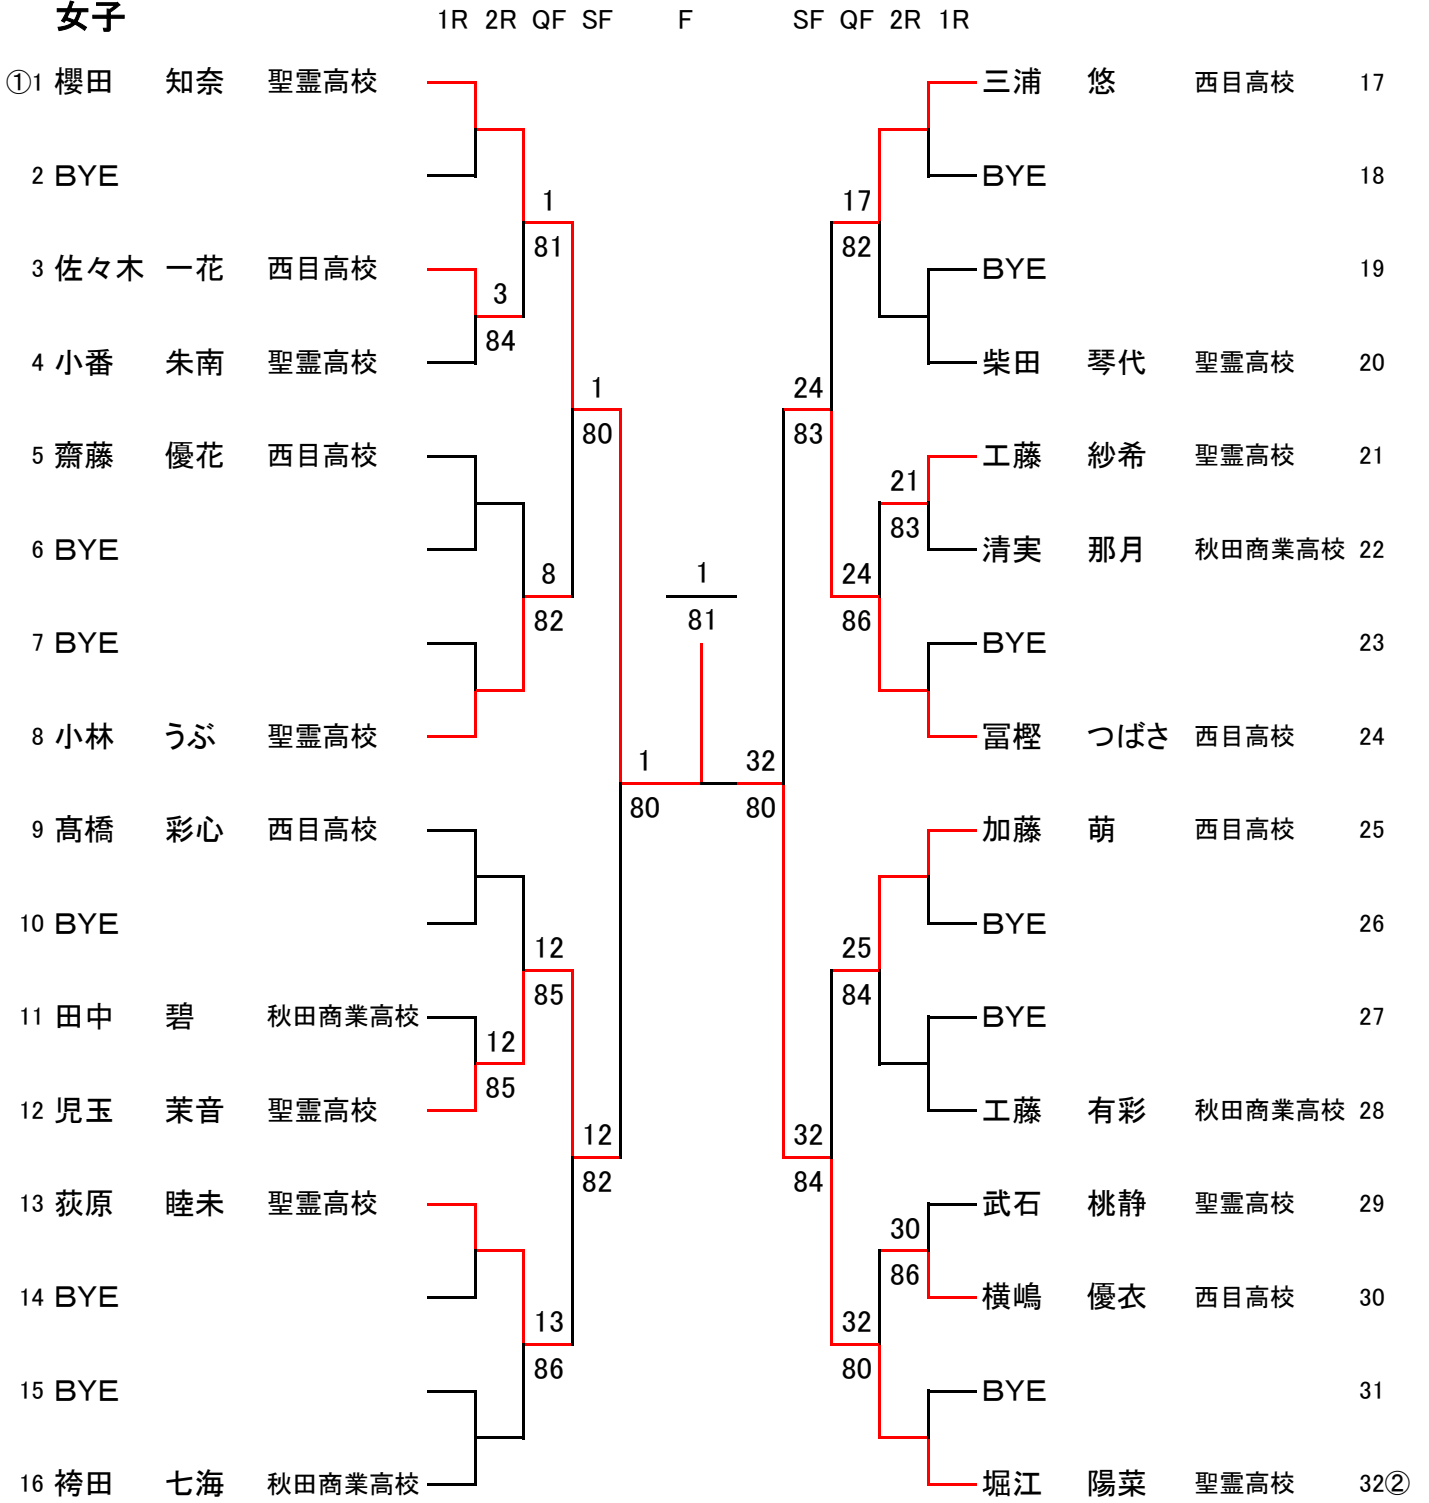 女子 1R 2R QF SF F SF QF 2R 1R
①1 櫻田 知奈 聖霊高校 三浦 悠 西目高校 17
2 BYE BYE 18
1 17
81 82
3 佐々木 一花 西目高校 BYE 19
3
84
4 小番 朱南 聖霊高校 柴田 琴代 聖霊高校 20
1 24
80 83
5 齋藤 優花 西目高校 工藤 紗希 聖霊高校 21
21
83
6 BYE 清実 那月 秋田商業高校 22
8 1 24
82 81 86
7 BYE BYE 23
8 小林 うぶ 聖霊高校 冨樫 つばさ 西目高校 24
1 32
80 80
9 髙橋 彩心 西目高校 加藤 萌 西目高校 25
10 BYE BYE 26
12 25
85 84
11 田中 碧 秋田商業高校 BYE 27
12
85
12 児玉 茉音 聖霊高校 工藤 有彩 秋田商業高校 28
12 32
82 84
13 荻原 睦未 聖霊高校 武石 桃静 聖霊高校 29
30
86
14 BYE 横嶋 優衣 西目高校 30
13 32
86 80
15 BYE BYE 31
16 袴田 七海 秋田商業高校 堀江 陽菜 聖霊高校 32②